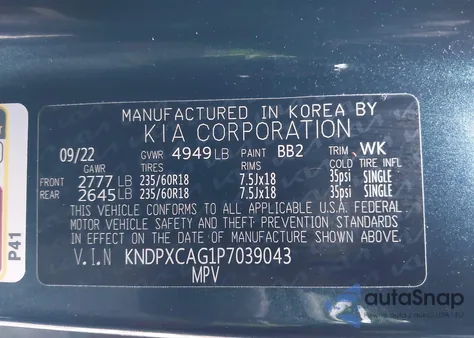 MANUFACTURED IN KOREA BY
KIA CORPORATION
09/22 GVWR 4949 LB PAINT BB2 TRIM WK
GAWR TIRES RIMS COLD TIRE INFL
FRONT 2777 LB 235/60R18 7.5Jx18 35psi SINGLE
REAR 2645 LB 235/60R18 7.5Jx18 35psi SINGLE
THIS VEHICLE CONFORMS TO ALL APPLICABLE U.S.A. FEDERAL
MOTOR VEHICLE SAFETY AND THEFT PREVENTION STANDARDS
IN EFFECT ON THE DATE OF MANUFACTURE SHOWN ABOVE.
V.I.N KNDPXCAG1P7039043
MPV
P41
autoSnap